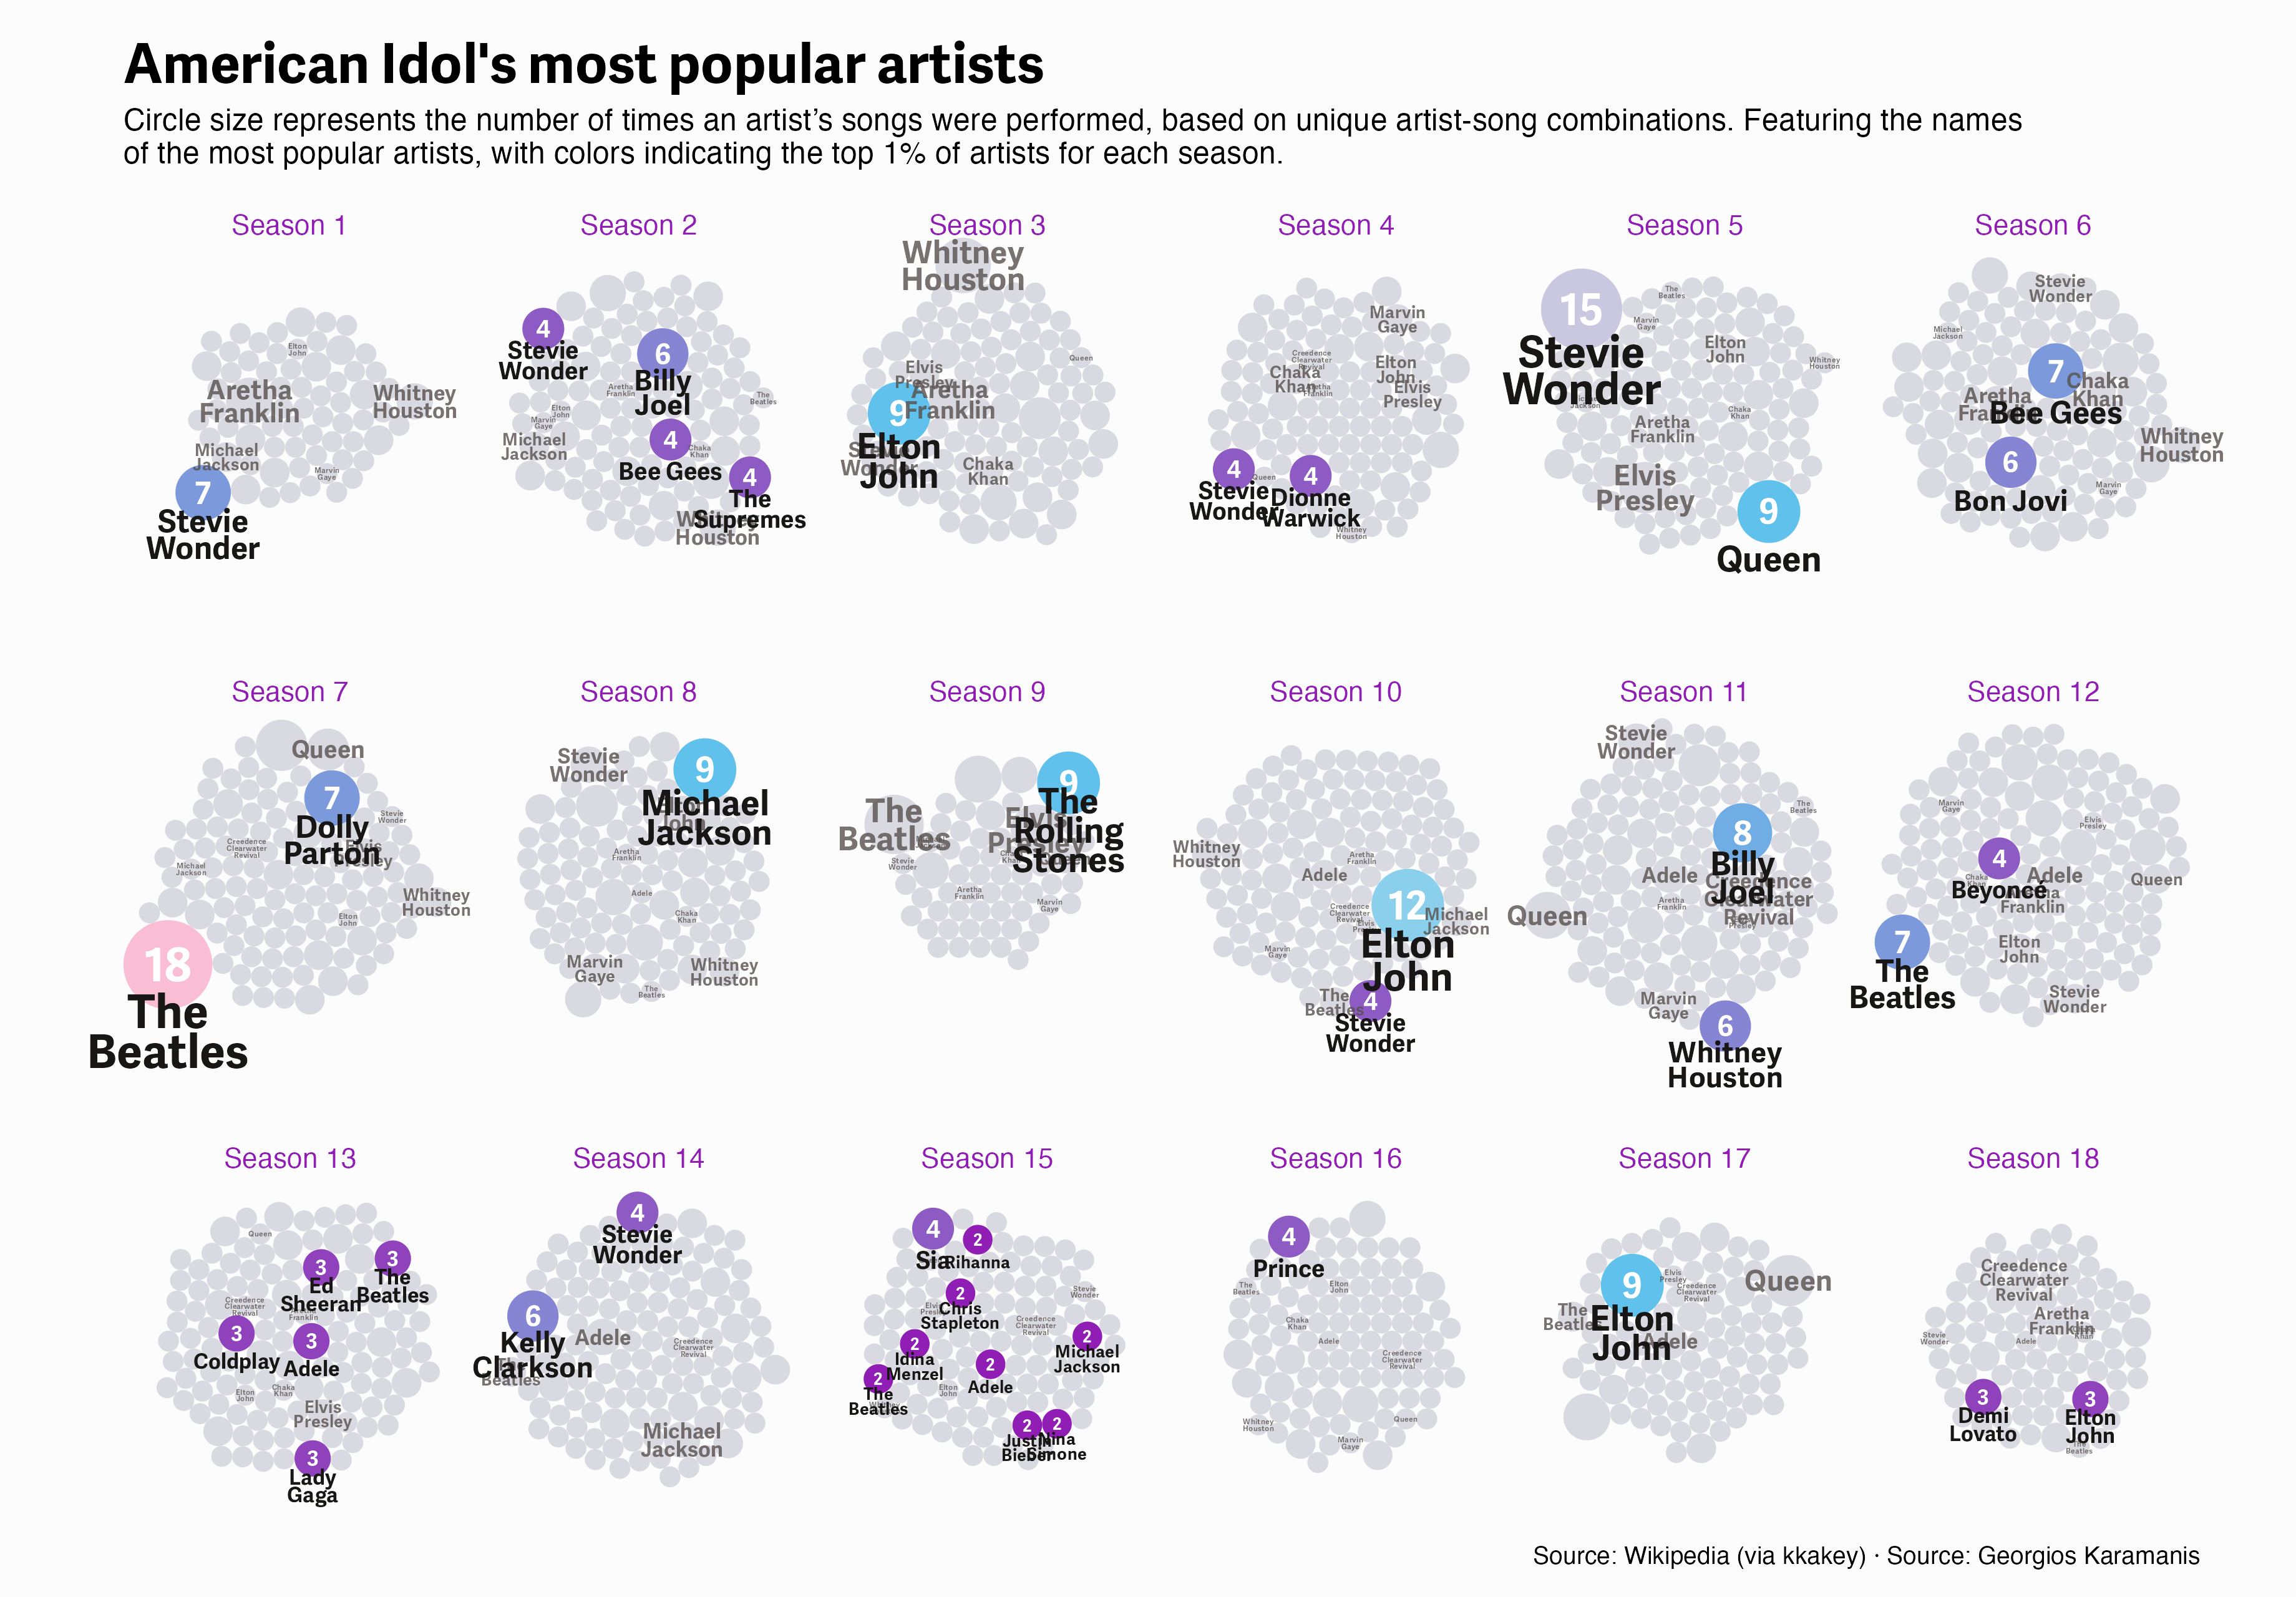 American Idol's most popular artists
Circle size represents the number of times an artist’s songs were performed, based on unique artist-song combinations. Featuring the names
of the most popular artists, with colors indicating the top 1% of artists for each season.
Season 1
Elton
John
Aretha
Franklin
Whitney
Houston
Michael
Jackson
Marvin
Gaye
7
Stevie
Wonder
Season 2
4
Stevie
Wonder
6
Billy
Joel
Aretha
Franklin
The
Beatles
Elton
John
Marvin
Gaye
Michael
Jackson
4
Bee Gees
Chaka
Khan
4
The
Supremes
Whitney
Houston
Season 3
Whitney
Houston
Queen
Elvis
Presley
Aretha
Franklin
9
Elton
John
Stevie
Wonder
Chaka
Khan
Season 4
Marvin
Gaye
Creedence
Clearwater
Revival
Chaka
Khan
Aretha
Franklin
Elton
John
Elvis
Presley
4
Stevie
Wonder
Queen
4
Dionne
Warwick
Whitney
Houston
Season 5
15
Stevie
Wonder
The
Beatles
Marvin
Gaye
Elton
John
Whitney
Houston
Jackson
Chaka
Khan
Aretha
Franklin
Elvis
Presley
9
Queen
Season 6
Stevie
Wonder
Michael
Jackson
7
Bee Gees
Chaka
Khan
Aretha
Franklin
Whitney
Houston
6
Bon Jovi
Marvin
Gaye
Season 7
Queen
7
Dolly
Parton
Stevie
Wonder
Creedence
Clearwater
Revival
Elvis
Presley
Michael
Jackson
Whitney
Houston
Elton
John
18
The
Beatles
Season 8
Stevie
Wonder
9
Michael
Jackson
Elton
John
Aretha
Franklin
Adele
Chaka
Khan
Marvin
Gaye
Whitney
Houston
The
Beatles
Season 9
9
The
Rolling
Stones
The
Beatles
Elvis
Presley
Queen
Chaka
Khan
Stevie
Wonder
Aretha
Franklin
Marvin
Gaye
Season 10
Whitney
Houston
Aretha
Franklin
Adele
12
Elton
John
Creedence
Clearwater
Revival
Elvis
Presley
Michael
Jackson
Marvin
Gaye
The
Beatles
4
Stevie
Wonder
Season 11
Stevie
Wonder
The
Beatles
8
Billy
Joel
Adele
Creedence
Clearwater
Revival
Aretha
Franklin
Presley
Queen
Marvin
Gaye
6
Whitney
Houston
Season 12
Marvin
Gaye
Elvis
Presley
4
Beyoncé
Chaka
Khan
Adele
Aretha
Franklin
Queen
7
The
Beatles
Elton
John
Stevie
Wonder
Season 13
Queen
3
Ed
Sheeran
3
The
Beatles
Creedence
Clearwater
Revival
Aretha
Franklin
3
Coldplay
3
Adele
Elton
John
Chaka
Khan
Elvis
Presley
3
Lady
Gaga
Season 14
4
Stevie
Wonder
6
Kelly
Clarkson
The
Beatles
Adele
Creedence
Clearwater
Revival
Michael
Jackson
Season 15
4
Sia
2
Rihanna
2
Chris
Stapleton
Elvis
Presley
Stevie
Wonder
Creedence
Clearwater
Revival
2
Idina
Menzel
2
Michael
Jackson
2
Adele
2
The
Beatles
Elton
John
2
Justin
Bieber
2
Nina
Simone
Season 16
4
Prince
The
Beatles
Elton
John
Chaka
Khan
Adele
Creedence
Clearwater
Revival
Whitney
Houston
Queen
Marvin
Gaye
Season 17
9
Elton
John
Elvis
Presley
Creedence
Clearwater
Revival
Queen
The
Beatles
Adele
Season 18
Creedence
Clearwater
Revival
Aretha
Franklin
Stevie
Wonder
Adele
Chaka
Khan
3
Demi
Lovato
3
Elton
John
The
Beatles
Source: Wikipedia (via kkakey) · Source: Georgios Karamanis